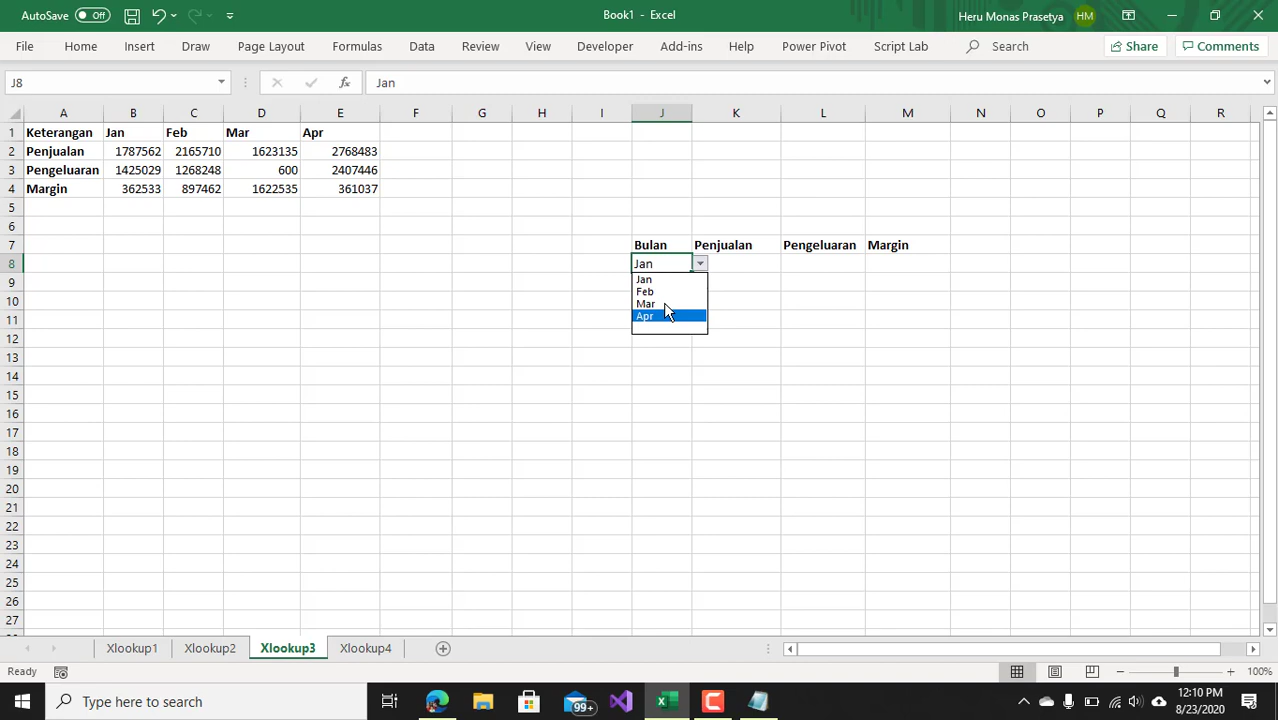 AutoSave Off Book1 - Excel Heru Monas Prasetya HM
File Home Insert Draw Page Layout Formulas Data Review View Developer Add-ins Help Power Pivot Script Lab Search Share Comments
J8 fx Jan
A B C D E F G H I J K L M N O P Q R
1 Keterangan Jan Feb Mar Apr
2 Penjualan 1787562 2165710 1623135 2768483
3 Pengeluaran 1425029 1268248 600 2407446
4 Margin 362533 897462 1622535 361037
5
6
7 Bulan Penjualan Pengeluaran Margin
8 Jan
9 Jan
Feb
10 Mar
11 Apr
12
13
14
15
16
17
18
19
20
21
22
23
24
25
26
27
Xlookup1 Xlookup2 Xlookup3 Xlookup4
Ready 100%
Type here to search 99+ 12:10 PM
8/23/2020